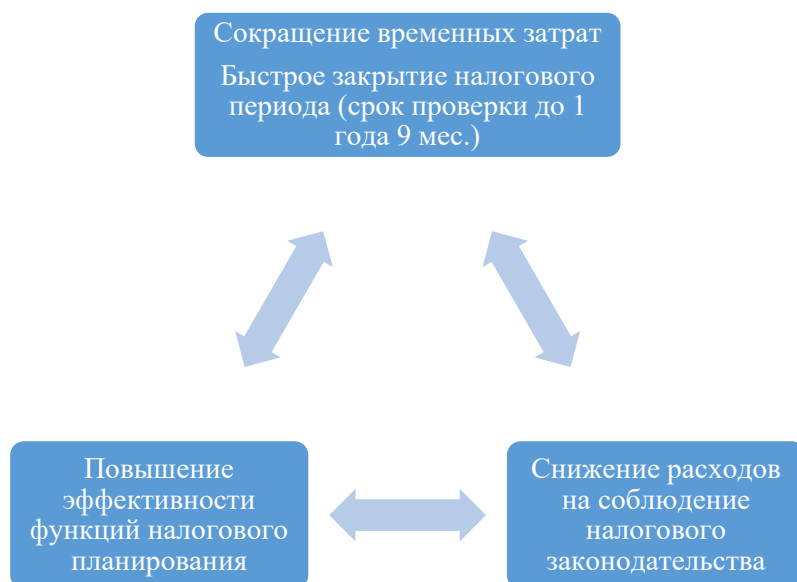 Сокращение временных затрат
Быстрое закрытие налогового
периода (срок проверки до 1
года 9 мес.)
Повышение
эффективности
функций налогового
планирования
Снижение расходов
на соблюдение
налогового
законодательства